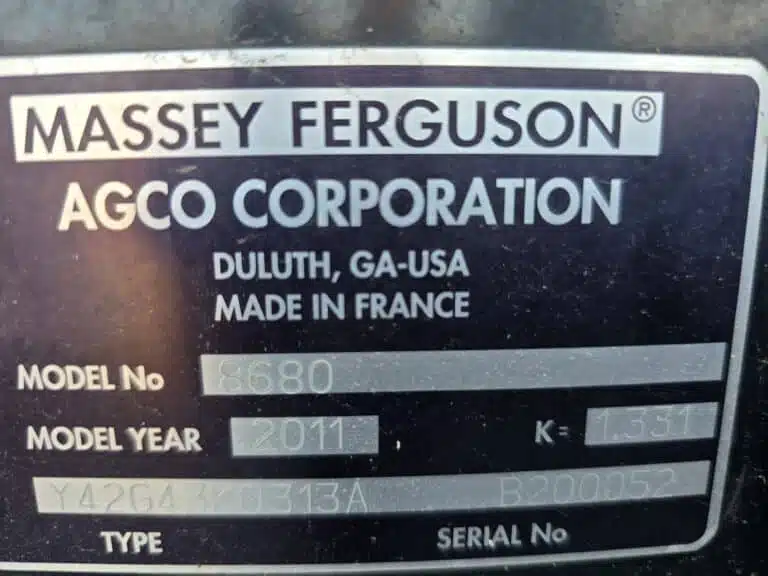 MASSEY FERGUSON®
AGCO CORPORATION
DULUTH, GA-USA
MADE IN FRANCE
MODEL No 8680
MODEL YEAR 2011 K= 1.331
B200052
TYPE SERIAL No